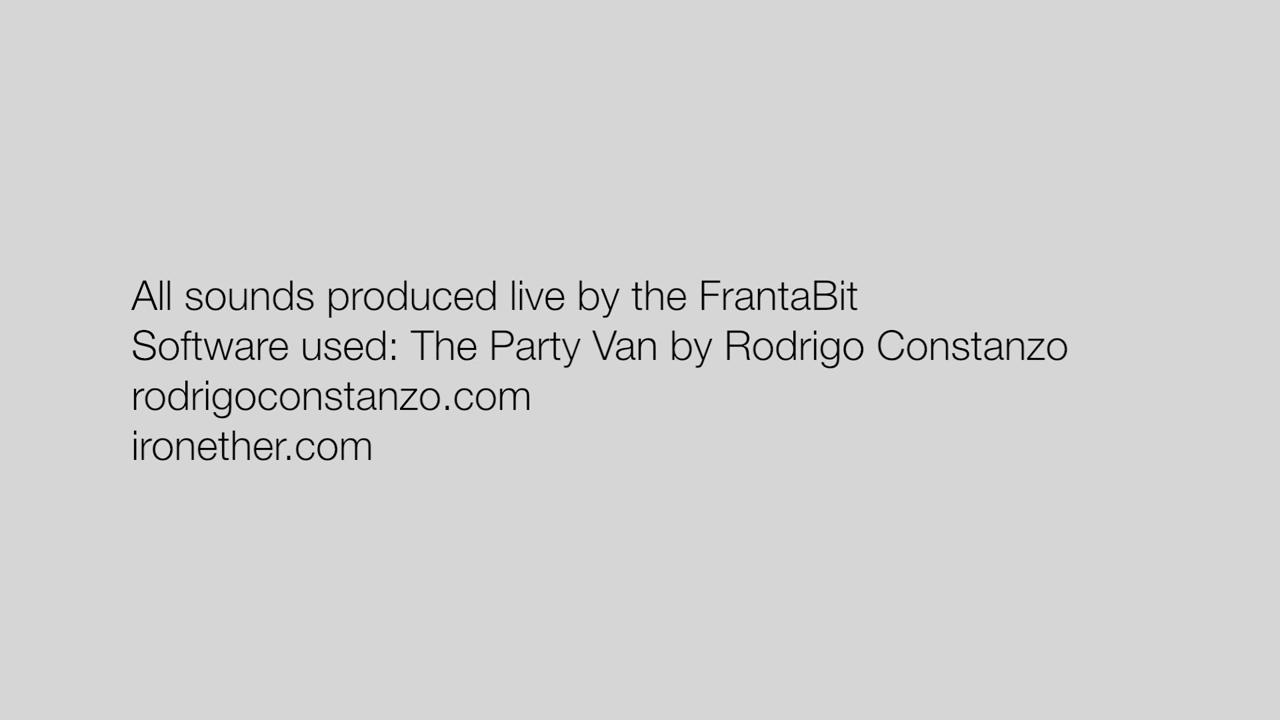 All sounds produced live by the FrantaBit
Software used: The Party Van by Rodrigo Constanzo
rodrigoconstanzo.com
ironether.com